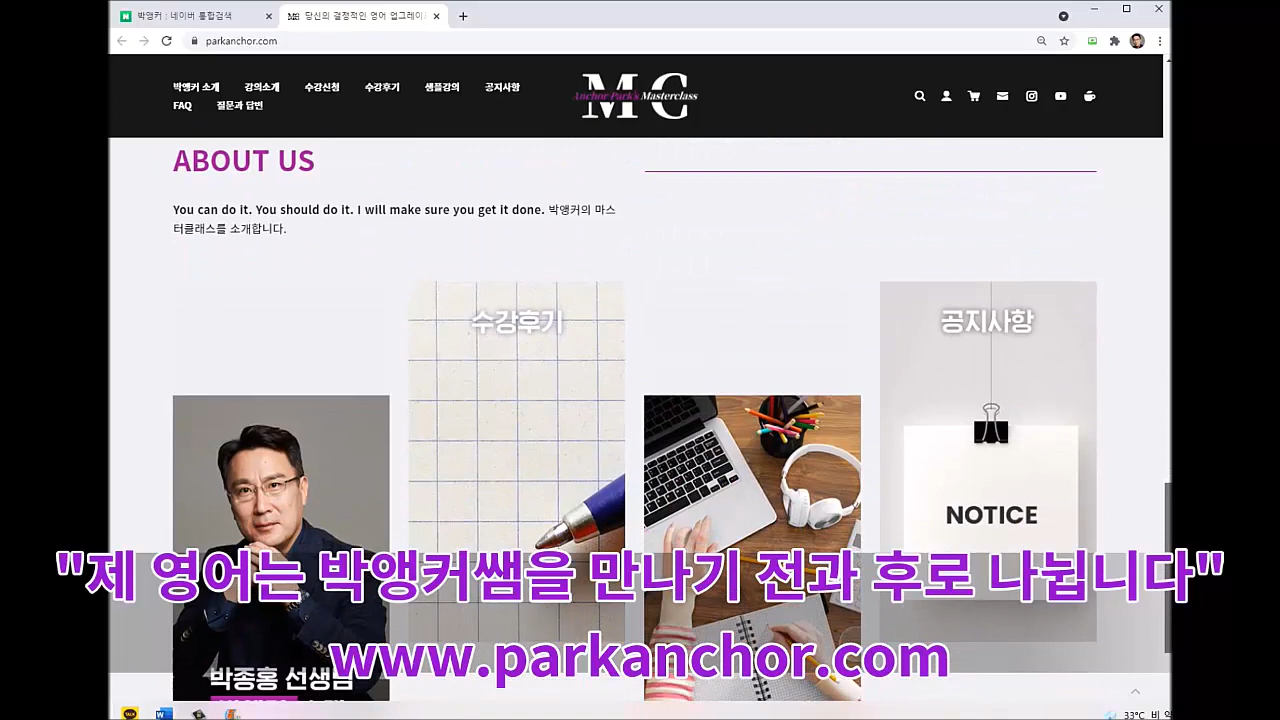 박앵커 : 네이버 통합검색
당신의 결정적인 영어 업그레이드
parkanchor.com
박앵커 소개 강의소개 수강신청 수강후기 샘플강의 공지사항
FAQ 질문과 답변
MC
Anchor Park's Masterclass
ABOUT US
You can do it. You should do it. I will make sure you get it done. 박앵커의 마스
터클래스를 소개합니다.
수강후기
공지사항
NOTICE
"제 영어는 박앵커쌤을 만나기 전과 후로 나뉩니다"
www.parkanchor.com
박종홍 선생님
TALK
W
33°C 비